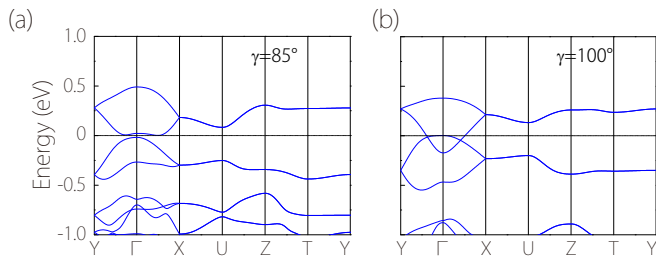 (a)
(b)
Energy (eV)
1.0
0.5
0
-0.5
-1.0
γ=85°
γ=100°
Y Γ X U Z T Y
Y Γ X U Z T Y